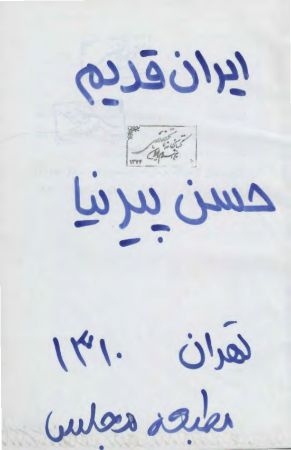 ایران قدیم
حسن پیرنیا
تهران ۱۳۱۰
مطبعه مجلس